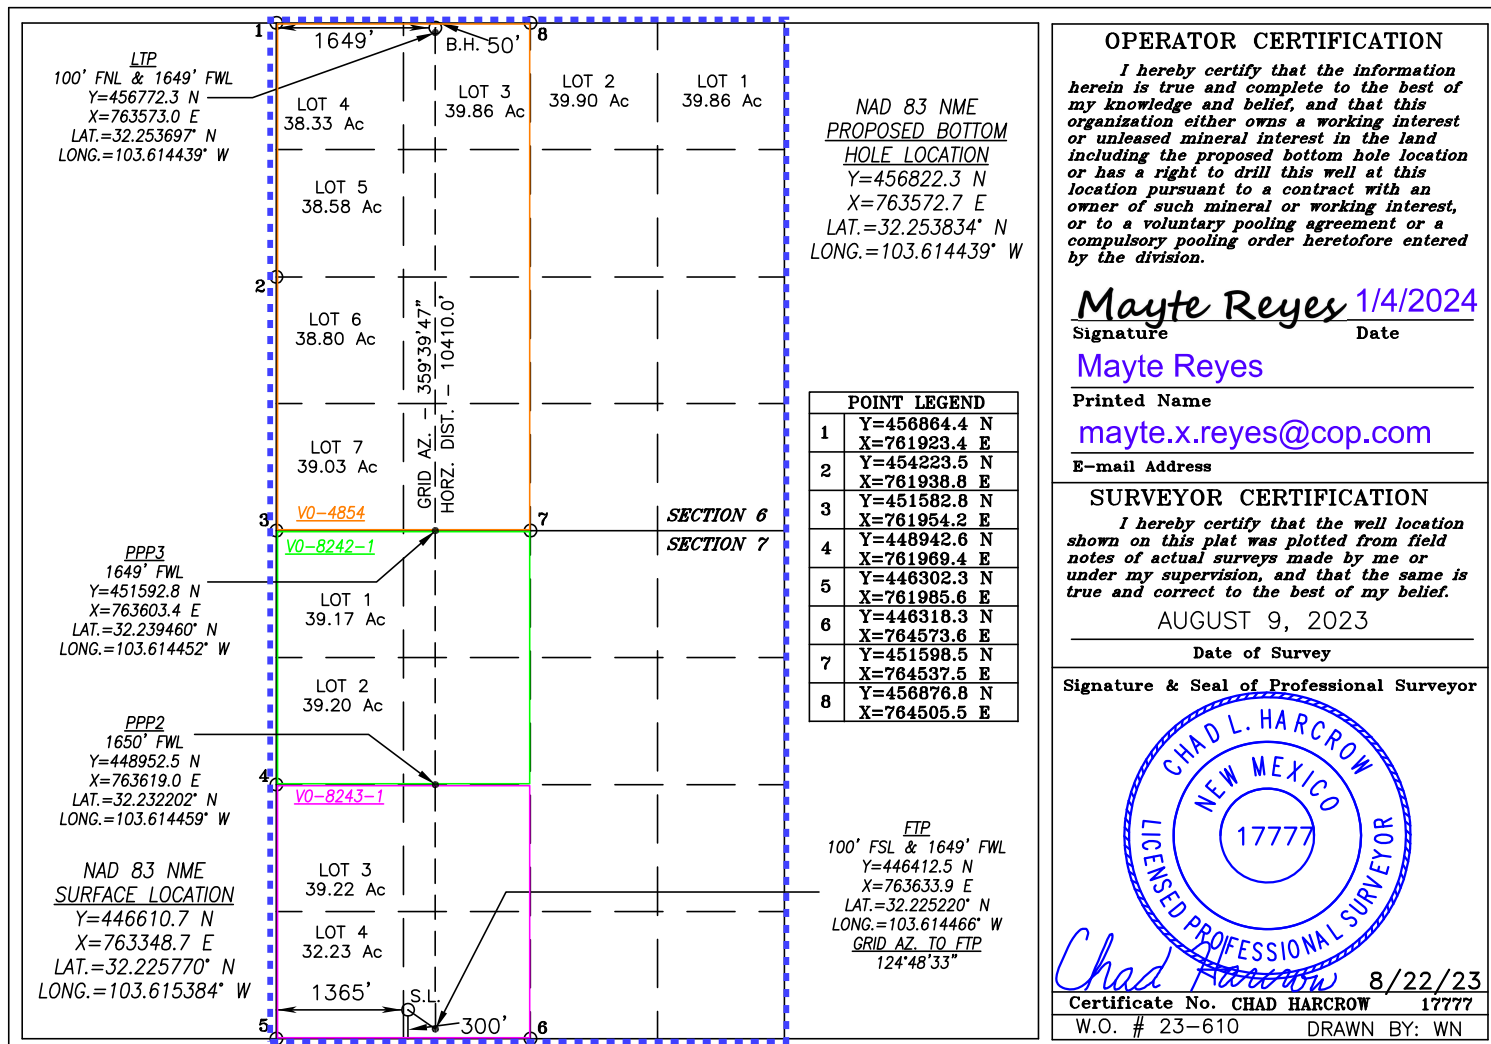 1
1649'
B.H. 50'
8
LTP
100' FNL & 1649' FWL
Y=456772.3 N
X=763573.0 E
LAT.=32.253697° N
LONG.=103.614439° W
LOT 4
38.33 Ac
LOT 3
39.86 Ac
LOT 2
39.90 Ac
LOT 1
39.86 Ac
LOT 5
38.58 Ac
2
LOT 6
38.80 Ac
LOT 7
39.03 Ac
GRID AZ. - 359°39'47"
HORZ. DIST. - 10410.0'
3
VO-4854
7
SECTION 6
VO-8242-1
SECTION 7
PPP3
1649' FWL
Y=451592.8 N
X=763603.4 E
LAT.=32.239460° N
LONG.=103.614452° W
LOT 1
39.17 Ac
LOT 2
39.20 Ac
PPP2
1650' FWL
Y=448952.5 N
X=763619.0 E
LAT.=32.232202° N
LONG.=103.614459° W
4
VO-8243-1
LOT 3
39.22 Ac
LOT 4
32.23 Ac
NAD 83 NME
SURFACE LOCATION
Y=446610.7 N
X=763348.7 E
LAT.=32.225770° N
LONG.=103.615384° W
1365'
S.L.
300'
5
6
NAD 83 NME
PROPOSED BOTTOM
HOLE LOCATION
Y=456822.3 N
X=763572.7 E
LAT.=32.253834° N
LONG.=103.614439° W
POINT LEGEND
1 Y=456864.4 N
X=761923.4 E
2 Y=454223.5 N
X=761938.8 E
3 Y=451582.8 N
X=761954.2 E
4 Y=448942.6 N
X=761969.4 E
5 Y=446302.3 N
X=761985.6 E
6 Y=446318.3 N
X=764573.6 E
7 Y=451598.5 N
X=764537.5 E
8 Y=456876.8 N
X=764505.5 E
FTP
100' FSL & 1649' FWL
Y=446412.5 N
X=763633.9 E
LAT.=32.225220° N
LONG.=103.614466° W
GRID AZ. TO FTP
124°48'33"
OPERATOR CERTIFICATION
I hereby certify that the information
herein is true and complete to the best of
my knowledge and belief, and that this
organization either owns a working interest
or unleased mineral interest in the land
including the proposed bottom hole location
or has a right to drill this well at this
location pursuant to a contract with an
owner of such mineral or working interest,
or to a voluntary pooling agreement or a
compulsory pooling order heretofore entered
by the division.
Mayte Reyes 1/4/2024
Signature Date
Mayte Reyes
Printed Name
mayte.x.reyes@cop.com
E-mail Address
SURVEYOR CERTIFICATION
I hereby certify that the well location
shown on this plat was plotted from field
notes of actual surveys made by me or
under my supervision, and that the same is
true and correct to the best of my belief.
AUGUST 9, 2023
Date of Survey
Signature & Seal of Professional Surveyor
CHAD L. HARCROW
NEW MEXICO
17777
LICENSED PROFESSIONAL SURVEYOR
Chad Harcrow 8/22/23
Certificate No. CHAD HARCROW 17777
W.O. # 23-610 DRAWN BY: WN